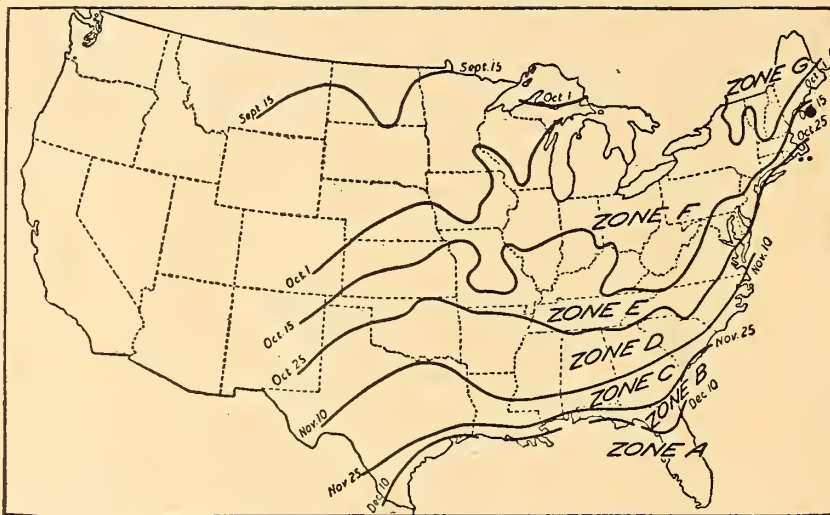 Sept. 15
Oct 1
ZONE G
Oct 1
Oct 15
Oct 25
Sept 15
ZONE F
Nov. 10
Oct 1
Oct 15
ZONE E
Oct 25
ZONE D
Nov. 25
ZONE C
ZONE B
Dec 10
Nov. 10
ZONE A
Nov 25
Dec 10